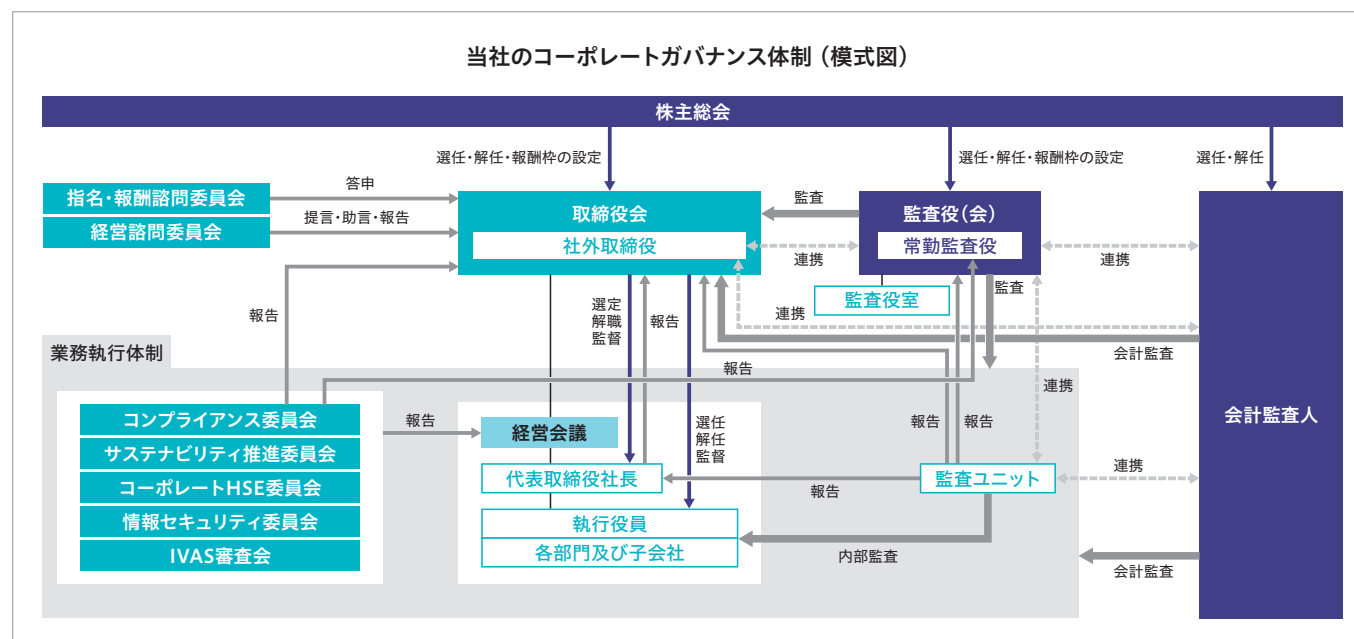 当社のコーポレートガバナンス体制（模式図）
株主総会
選任・解任・報酬枠の設定
選任・解任・報酬枠の設定
選任・解任
指名・報酬諮問委員会
答申
経営諮問委員会
提言・助言・報告
取締役会
社外取締役
監査
監査役（会）
常勤監査役
連携
連携
監査役室
監査
報告
選定
解職
監督
報告
連携
会計監査
業務執行体制
報告
連携
会計監査人
コンプライアンス委員会
サステナビリティ推進委員会
コーポレートHSE委員会
情報セキュリティ委員会
IVAS審査会
報告
経営会議
選任
解任
監督
報告
報告
代表取締役社長
報告
監査ユニット
連携
執行役員
各部門及び子会社
内部監査
会計監査